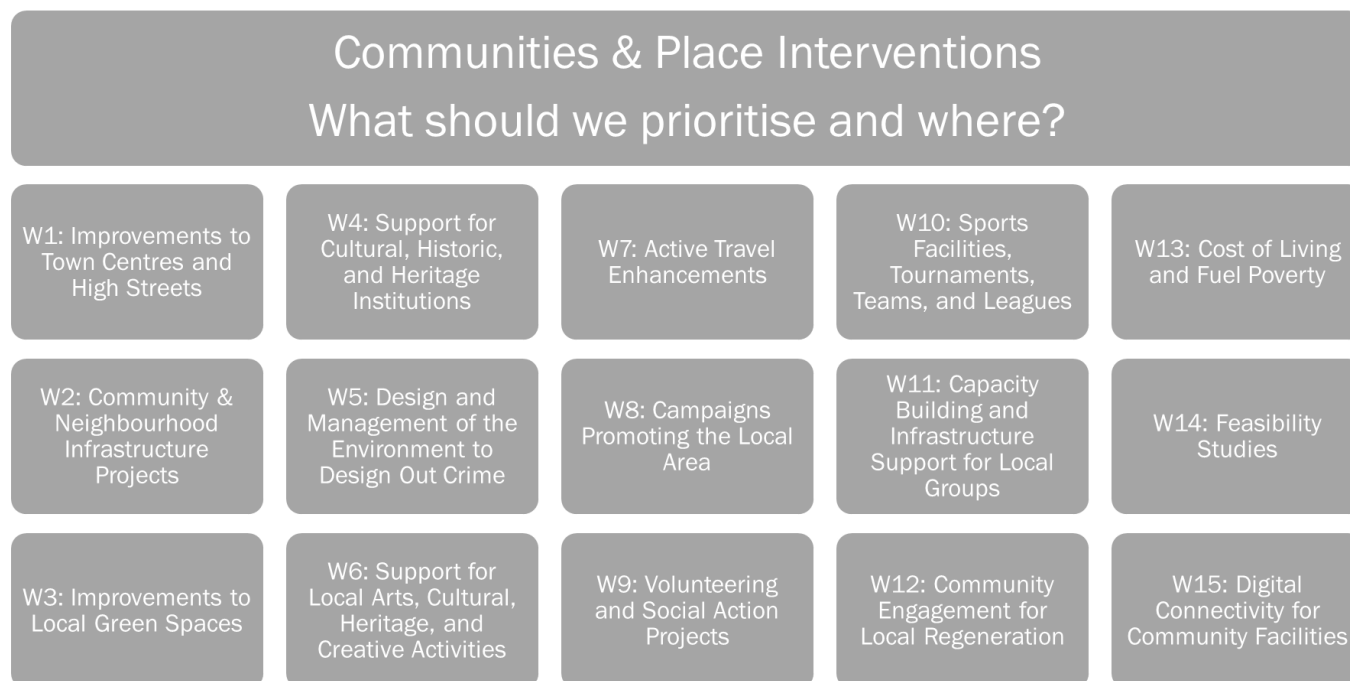 Communities & Place Interventions
What should we prioritise and where?
W1: Improvements to
Town Centres and
High Streets
W4: Support for
Cultural, Historic,
and Heritage
Institutions
W7: Active Travel
Enhancements
W10: Sports
Facilities,
Tournaments,
Teams, and Leagues
W13: Cost of Living
and Fuel Poverty
W2: Community &
Neighbourhood
Infrastructure
Projects
W5: Design and
Management of the
Environment to
Design Out Crime
W8: Campaigns
Promoting the Local
Area
W11: Capacity
Building and
Infrastructure
Support for Local
Groups
W14: Feasibility
Studies
W3: Improvements to
Local Green Spaces
W6: Support for
Local Arts, Cultural,
Heritage, and
Creative Activities
W9: Volunteering
and Social Action
Projects
W12: Community
Engagement for
Local Regeneration
W15: Digital
Connectivity for
Community Facilities